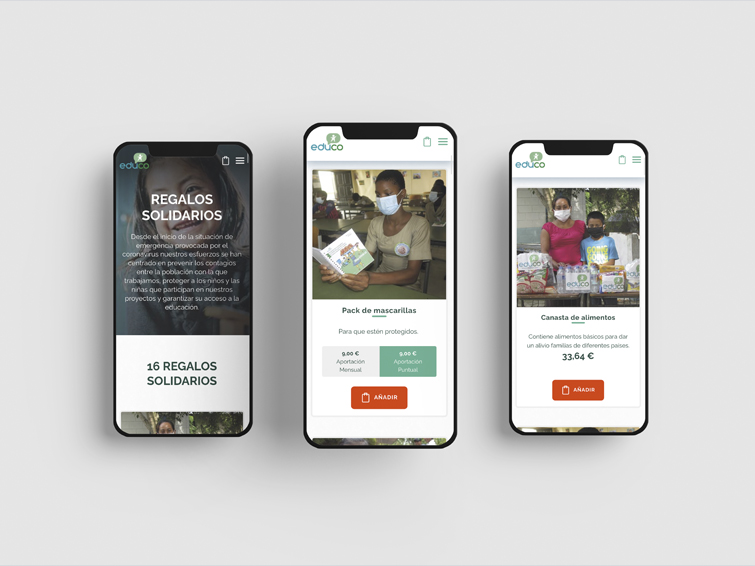 educo
REGALOS
SOLIDARIOS
Desde el inicio de la situación de
emergencia provocada por el
coronavirus nuestros esfuerzos se han
centrado en prevenir los contagios
entre la población con la que
trabajamos, proteger a los niños y las
niñas que participan en nuestros
proyectos y garantizar su acceso a la
educación.
16 REGALOS
SOLIDARIOS
educo
Pack de mascarillas
Para que estén protegidos.
9,00 €
Aportación
Mensual
9,00 €
Aportación
Puntual
AÑADIR
educo
educo
Canasta de alimentos
Contiene alimentos básicos para dar
un alivio familias de diferentes países.
33,64 €
AÑADIR